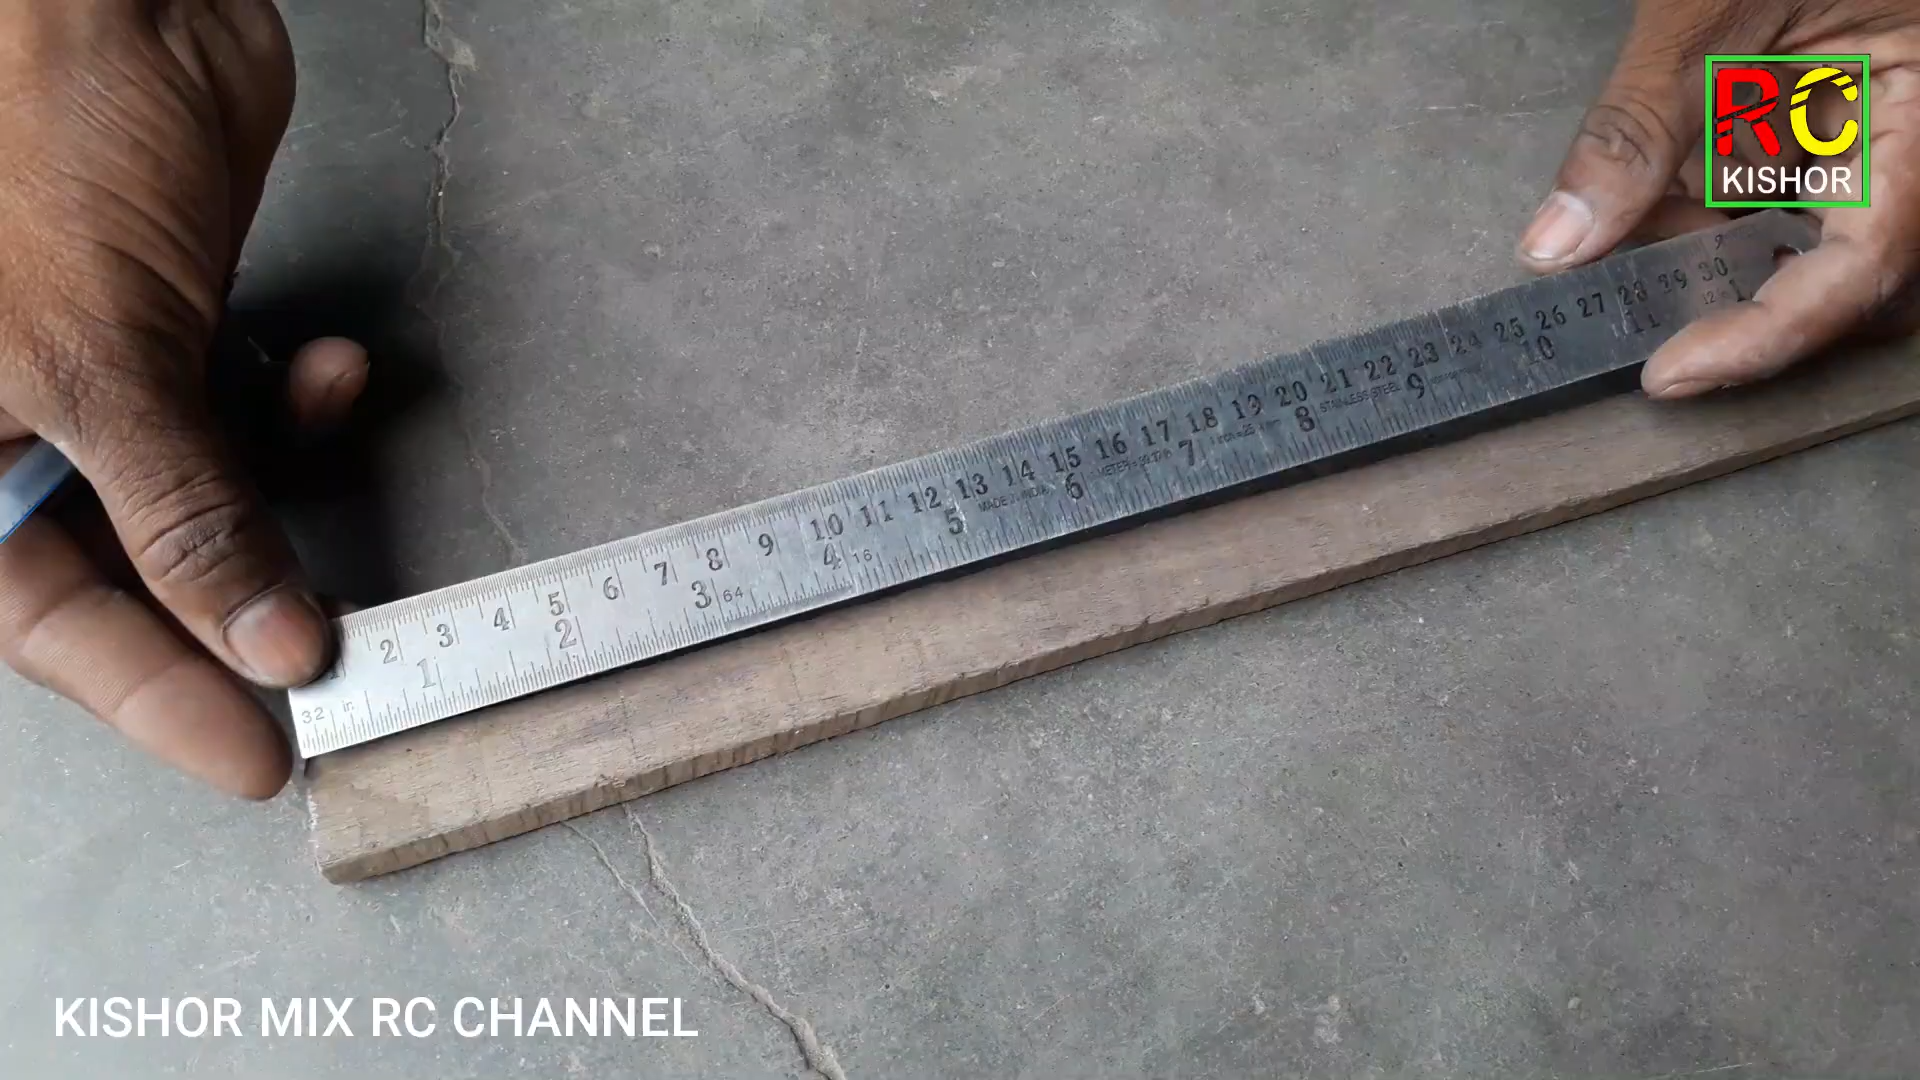 RC
KISHOR
1 2 3 4 5 6 7 8 9 10 11 12 13 14 15 16 17 18 19 20 21 22 23 24 25 26 27 28 29 30
32 in 1 2 3 64 4 16 5 6 7 8 9 10 11
STAINLESS STEEL
KISHOR MIX RC CHANNEL